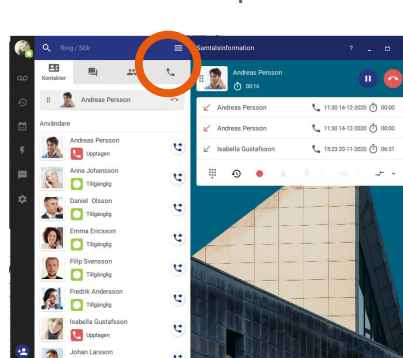 Ring / Sök
Kontakter
Andreas Persson
Användare
Andreas Persson
Upptagen
Anna Johansson
Tillgänglig
Daniel Olsson
Tillgänglig
Emma Ericsson
Tillgänglig
Filip Svensson
Tillgänglig
Fredrik Andersson
Tillgänglig
Isabella Gustafsson
Upptagen
Johan Larsson
Samtalsinformation ?
Andreas Persson
00:16
Andreas Persson 11:30 14-12-2020 00:00
Andreas Persson 11:30 14-12-2020 00:00
Isabella Gustafsson 15:23 20-11-2020 06:31